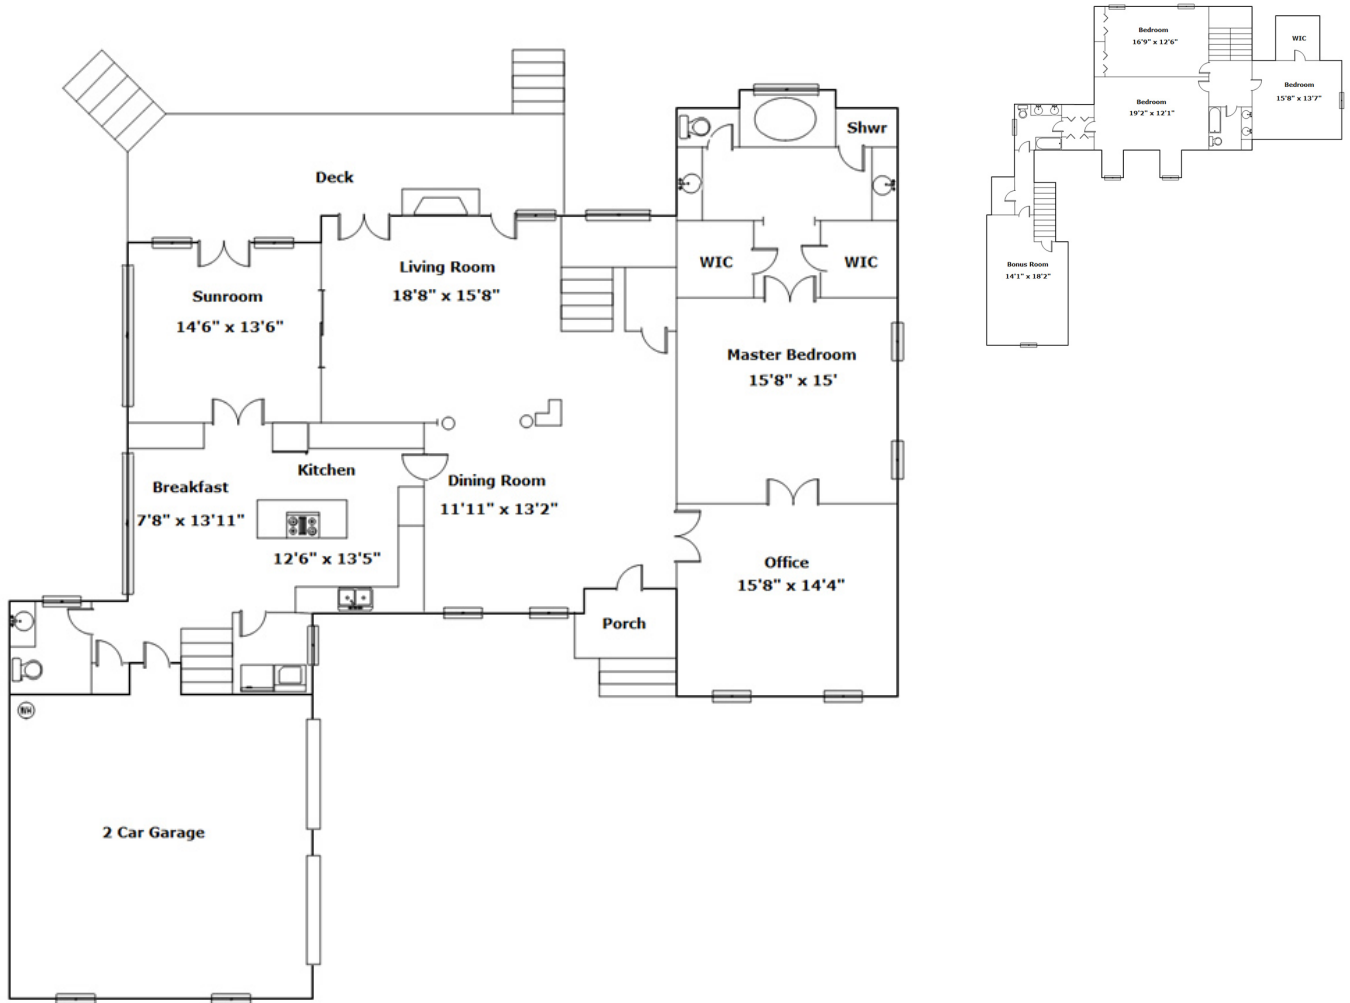 Deck
Shwr
WIC
WIC
Living Room
18'8" x 15'8"
Sunroom
14'6" x 13'6"
Master Bedroom
15'8" x 15'
Kitchen
12'6" x 13'5"
Breakfast
7'8" x 13'11"
Dining Room
11'11" x 13'2"
Office
15'8" x 14'4"
Porch
WH
2 Car Garage
Bedroom
16'9" x 12'6"
WIC
Bedroom
15'8" x 13'7"
Bedroom
19'2" x 12'1"
Bonus Room
14'1" x 18'2"